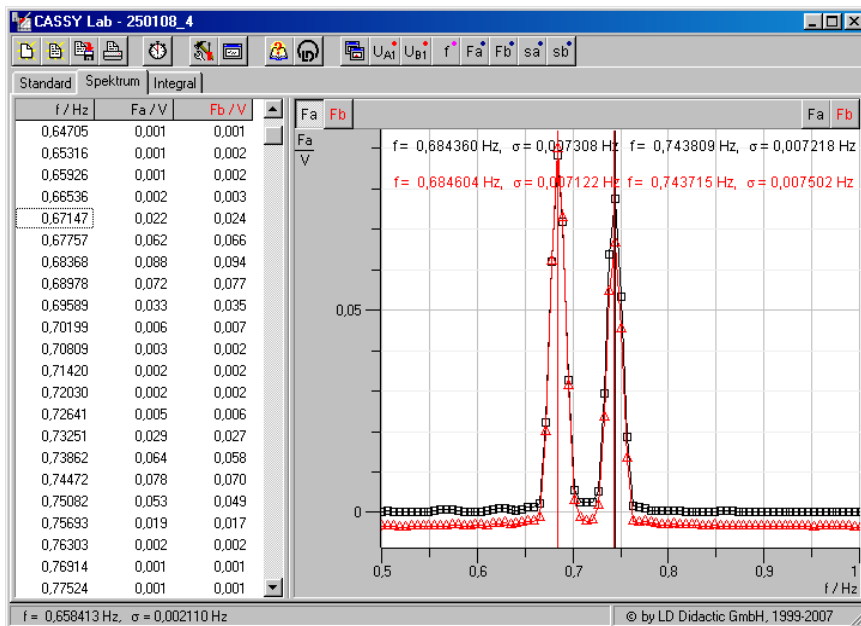 CASSY Lab - 250108_4
UA1 UB1 f Fa Fb sa sb
Standard Spektrum Integral
f / Hz Fa / V Fb / V
0,64705 0,001 0,001
0,65316 0,001 0,002
0,65926 0,001 0,002
0,66536 0,002 0,003
0,67147 0,022 0,024
0,67757 0,062 0,066
0,68368 0,088 0,094
0,68978 0,072 0,077
0,69589 0,033 0,035
0,70199 0,006 0,007
0,70809 0,003 0,002
0,71420 0,002 0,002
0,72030 0,002 0,002
0,72641 0,005 0,006
0,73251 0,029 0,027
0,73862 0,064 0,058
0,74472 0,078 0,070
0,75082 0,053 0,049
0,75693 0,019 0,017
0,76303 0,002 0,002
0,76914 0,001 0,001
0,77524 0,001 0,001
Fa Fb
Fa Fb
Fa
V
f= 0,684360 Hz, σ= 0,007308 Hz f= 0,743809 Hz, σ= 0,007218 Hz
f= 0,684604 Hz, σ= 0,007122 Hz f= 0,743715 Hz, σ= 0,007502 Hz
0,05
0
0,5 0,6 0,7 0,8 0,9 1
f / Hz
f = 0,658413 Hz, σ = 0,002110 Hz
© by LD Didactic GmbH, 1999-2007